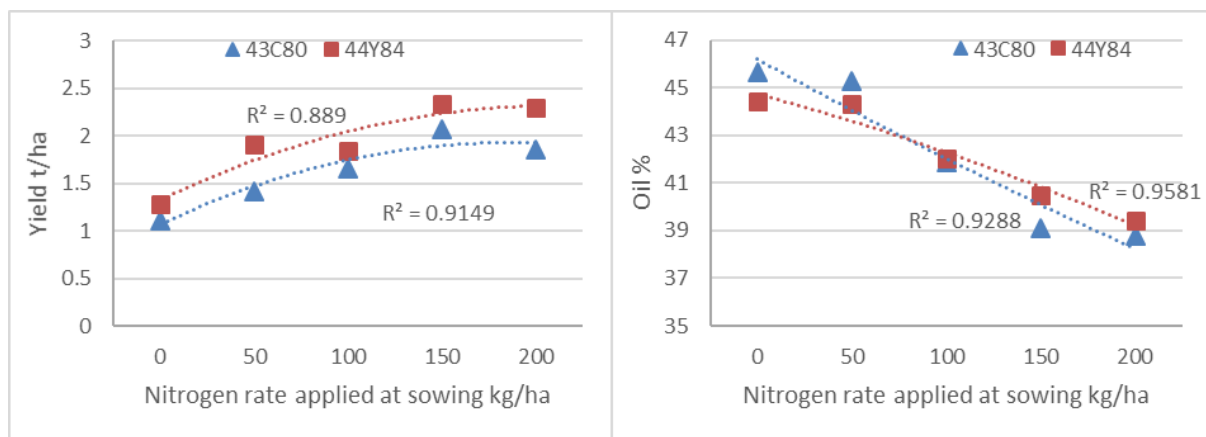 3
43C80
44Y84
2.5
R² = 0.889
2
1.5
R² = 0.9149
1
0.5
0
Yield t/ha
0 50 100 150 200
Nitrogen rate applied at sowing kg/ha
47
43C80
44Y84
45
43
41
R² = 0.9581
R² = 0.9288
39
37
35
Oil %
0 50 100 150 200
Nitrogen rate applied at sowing kg/ha